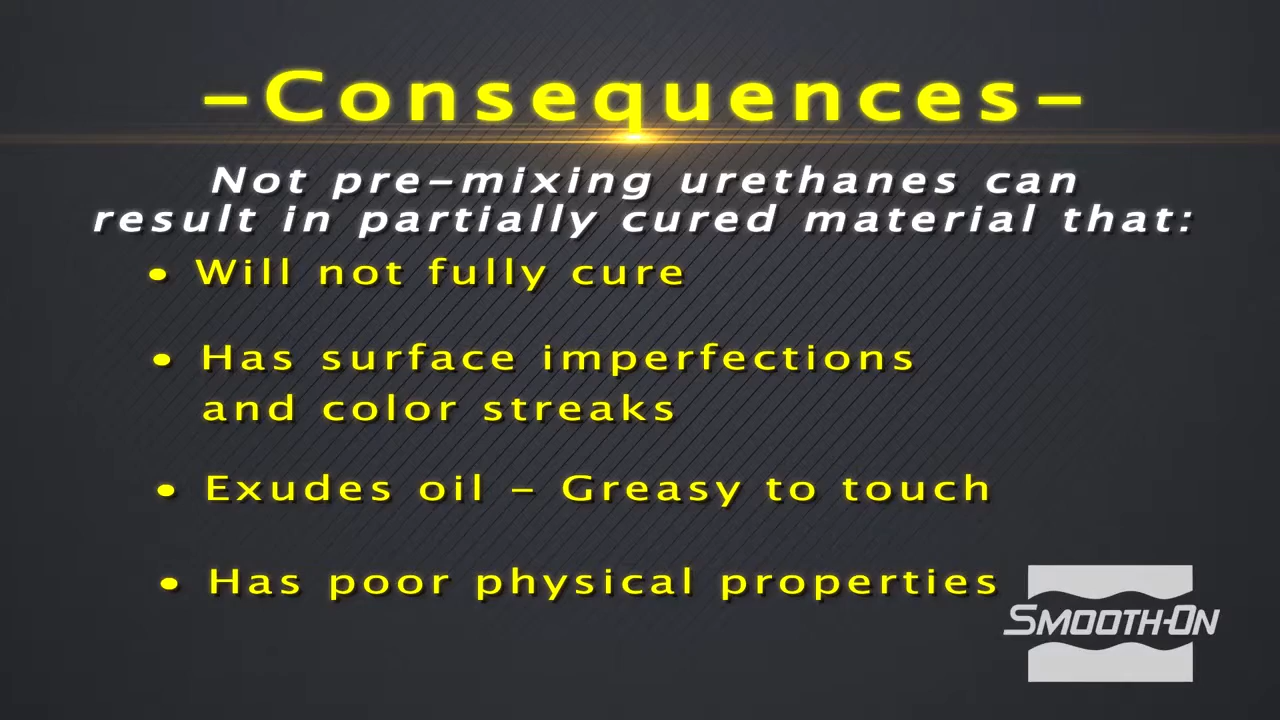 -Consequences-
Not pre-mixing urethanes can
result in partially cured material that:
• Will not fully cure
• Has surface imperfections
and color streaks
• Exudes oil - Greasy to touch
• Has poor physical properties
SMOOTH-ON